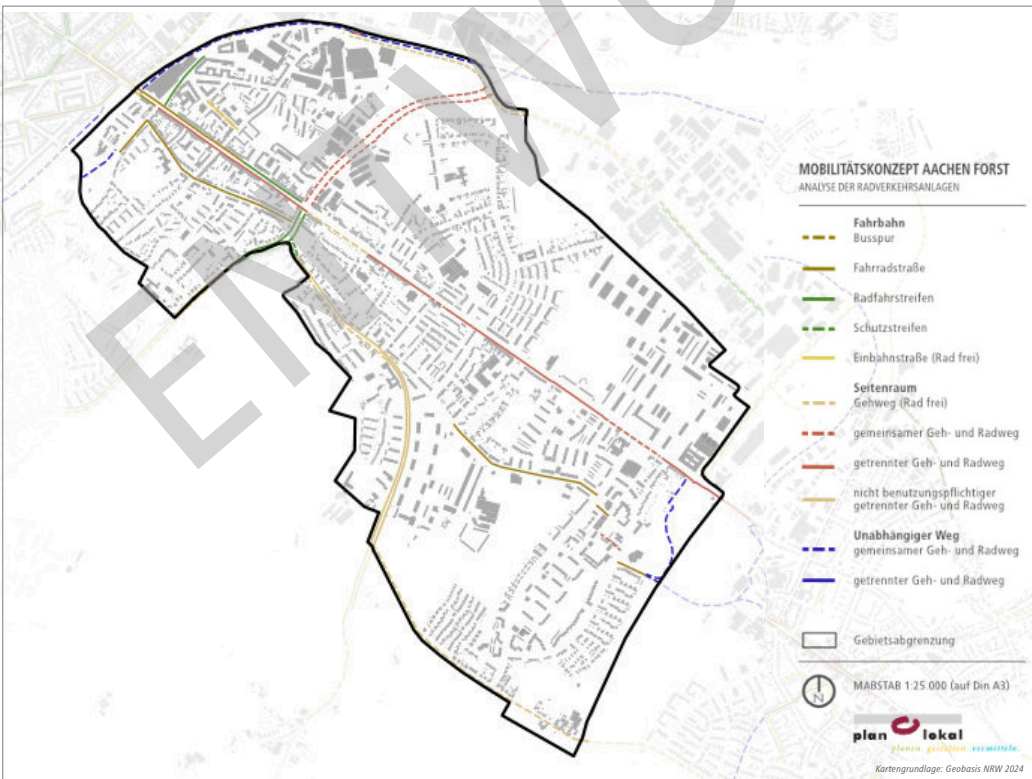 ENTWU
MOBILITÄTSKONZEPT AACHEN FORST
ANALYSE DER RADVERKEHRSANLAGEN
Fahrbahn
Busspur
Fahrradstraße
Radfahrstreifen
Schutzstreifen
Einbahnstraße (Rad frei)
Seitenraum
Gehweg (Rad frei)
gemeinsamer Geh- und Radweg
getrennter Geh- und Radweg
nicht benutzungspflichtiger
getrennter Geh- und Radweg
Unabhängiger Weg
gemeinsamer Geh- und Radweg
getrennter Geh- und Radweg
Gebietsabgrenzung
N
MAßSTAB 1:25.000 (auf Din A3)
plan lokal
planen. gestalten. vermitteln.
Kartengrundlage: Geobasis NRW 2024